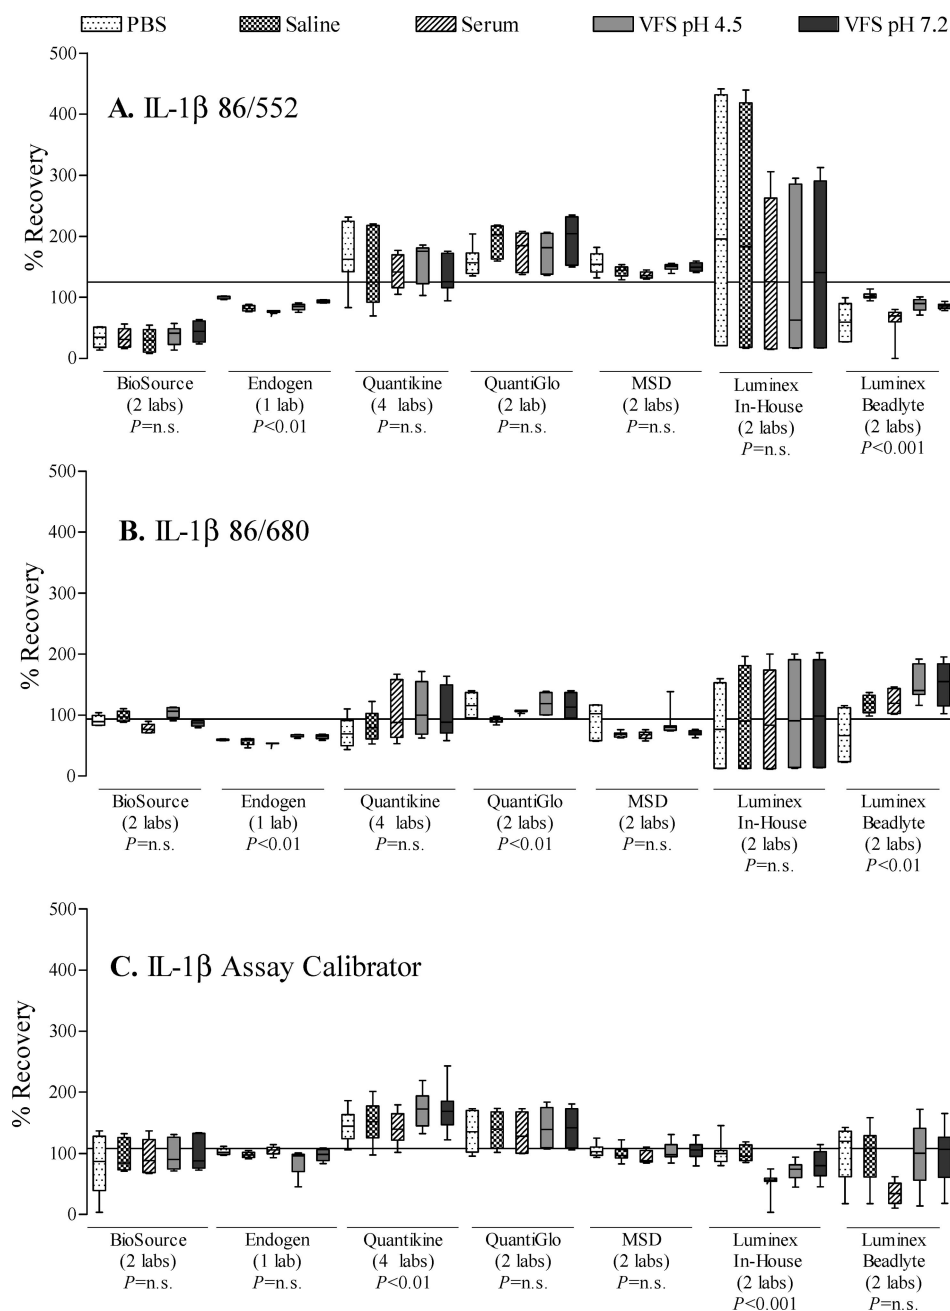 PBS Saline Serum VFS pH 4.5 VFS pH 7.2
500
A. IL-1β 86/552
400
300
% Recovery
200
100
0
BioSource Endogen Quantikine QuantiGlo MSD Luminex Luminex
(2 labs) (1 lab) (4 labs) (2 lab) (2 labs) In-House Beadlyte
P=n.s. P<0.01 P=n.s. P=n.s. P=n.s. (2 labs) (2 labs)
P=n.s. P<0.001
500
B. IL-1β 86/680
400
300
% Recovery
200
100
0
BioSource Endogen Quantikine QuantiGlo MSD Luminex Luminex
(2 labs) (1 lab) (4 labs) (2 labs) (2 labs) In-House Beadlyte
P=n.s. P<0.01 P=n.s. P<0.01 P=n.s. (2 labs) (2 labs)
P=n.s. P<0.01
500
C. IL-1β Assay Calibrator
400
300
% Recovery
200
100
0
BioSource Endogen Quantikine QuantiGlo MSD Luminex Luminex
(2 labs) (1 lab) (4 labs) (2 labs) (2 labs) In-House Beadlyte
P=n.s. P=n.s. P<0.01 P=n.s. P=n.s. (2 labs) (2 labs)
P<0.001 P=n.s.